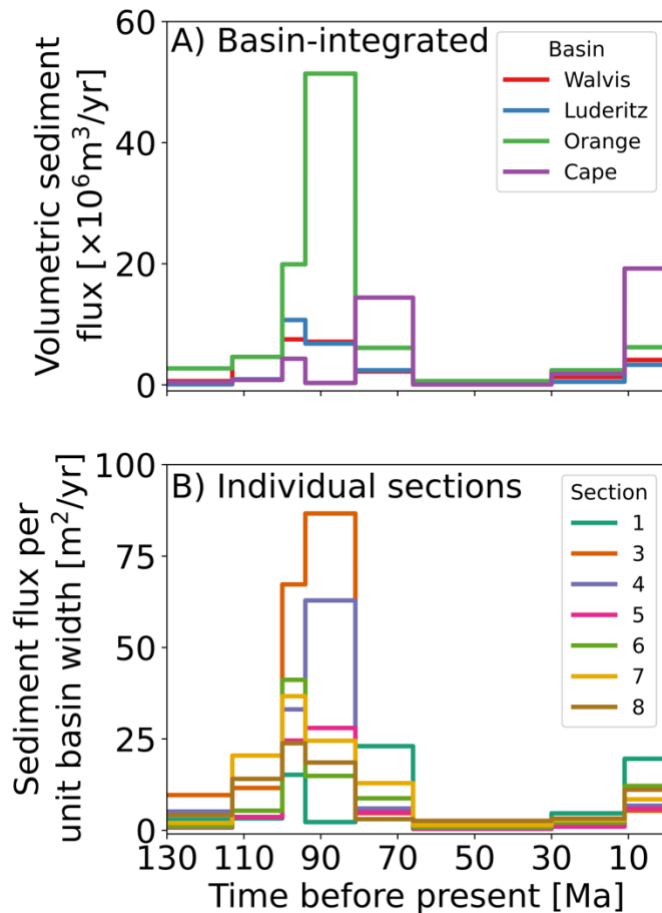 A) Basin-integrated
Volumetric sediment
flux [×10⁶m³/yr]
60
40
20
0
Basin
Walvis
Luderitz
Orange
Cape
B) Individual sections
Sediment flux per
unit basin width [m²/yr]
100
75
50
25
0
Section
1
3
4
5
6
7
8
130 110 90 70 50 30 10
Time before present [Ma]